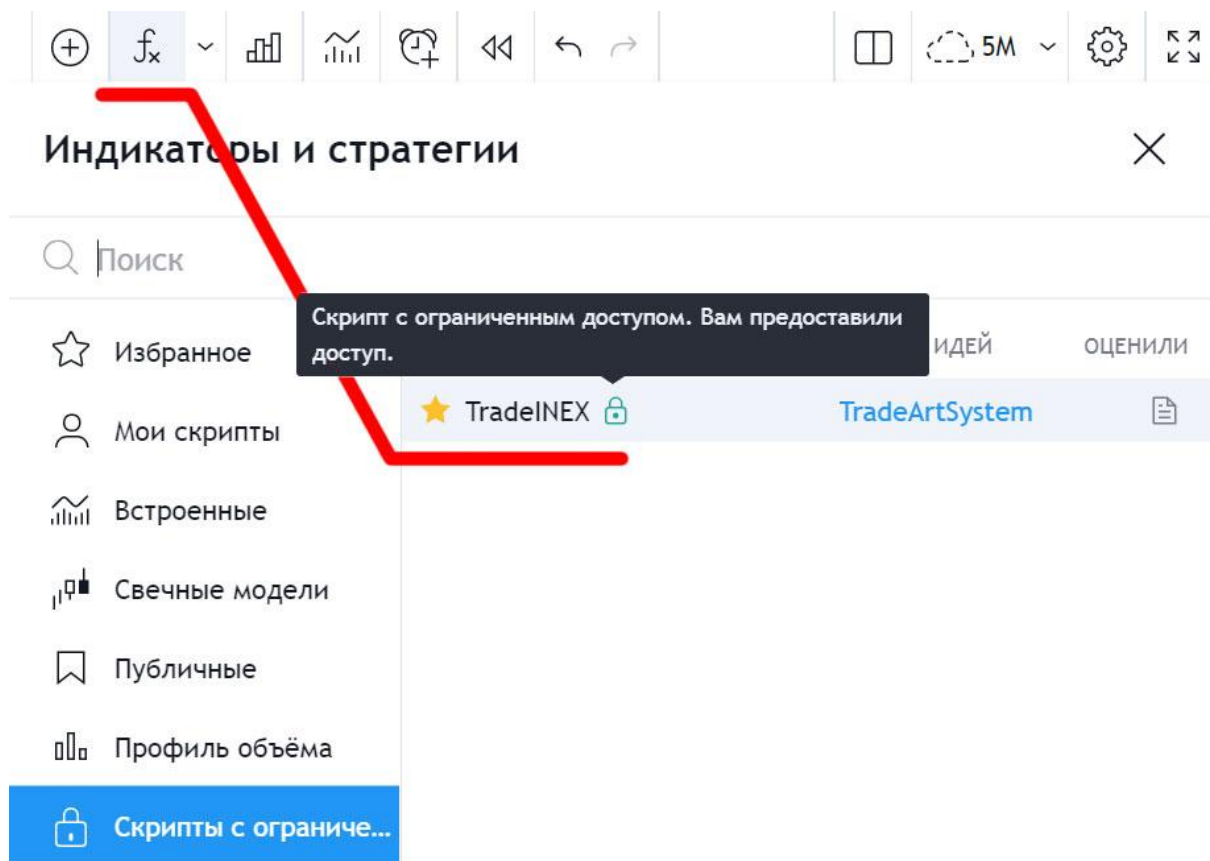 fx 5M
Индикаторы и стратегии
Поиск
Скрипт с ограниченным доступом. Вам предоставили
доступ.
Избранное ИДЕЙ ОЦЕНИЛИ
TradeINEX TradeArtSystem
Мои скрипты
Встроенные
Свечные модели
Публичные
Профиль объёма
Скрипты с ограниче...